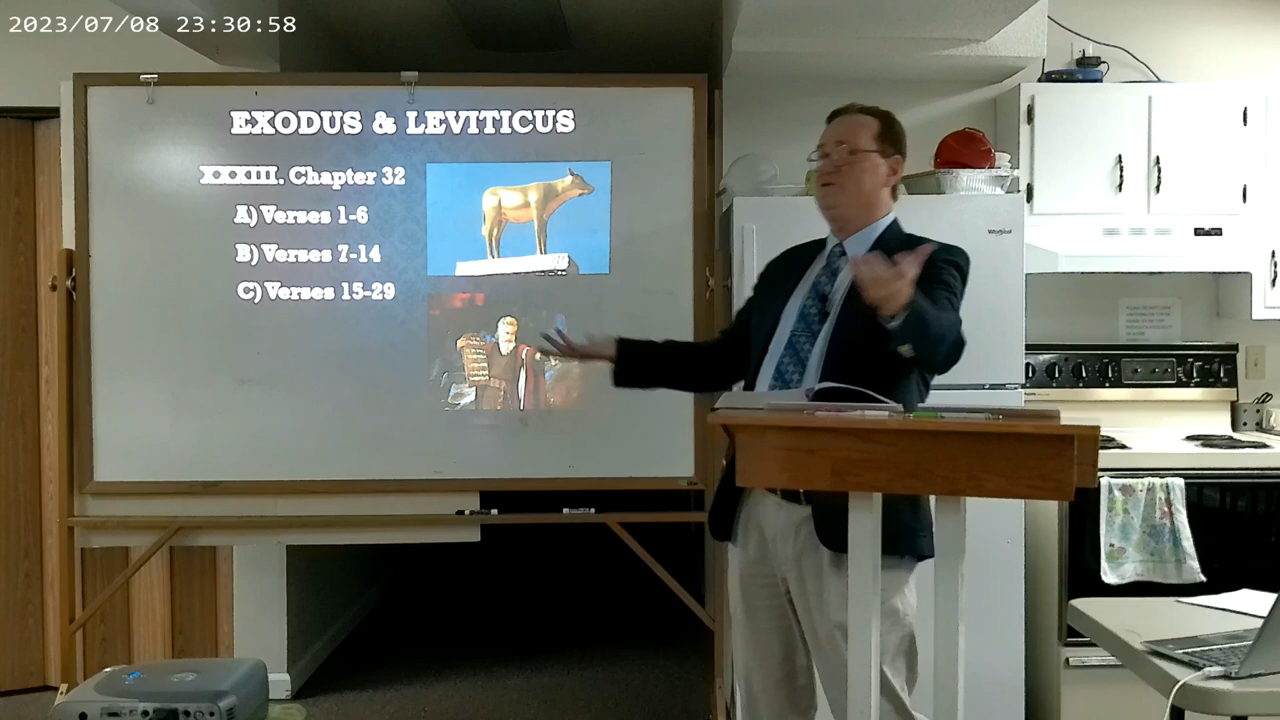 2023/07/08 23:30:58
EXODUS & LEVITICUS
XXXIII. Chapter 32
A) Verses 1-6
B) Verses 7-14
C) Verses 15-29
Whirlpool